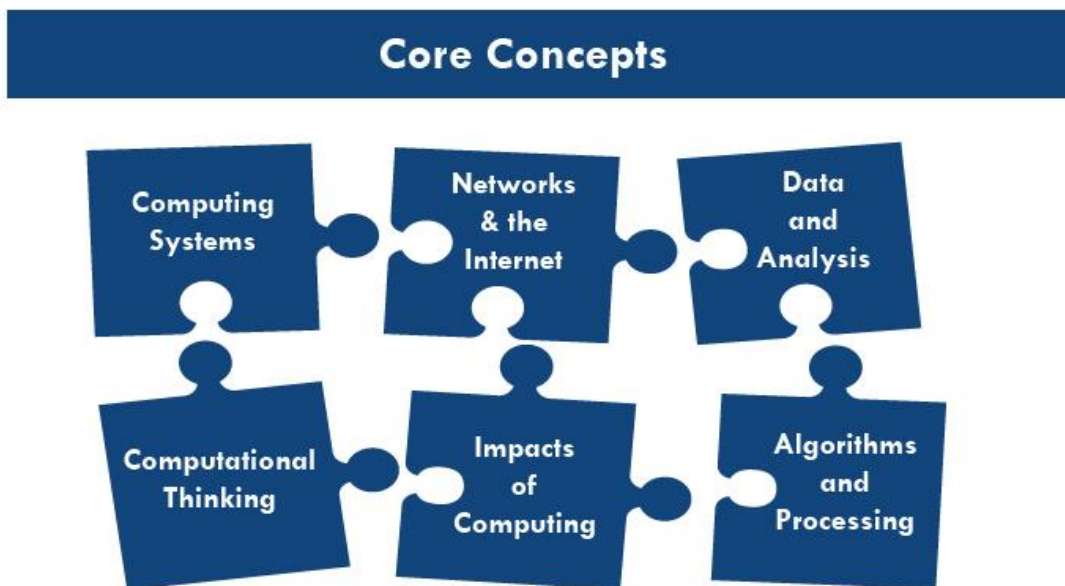 Core Concepts
Computing
Systems
Networks
& the
Internet
Data
and
Analysis
Computational
Thinking
Impacts
of
Computing
Algorithms
and
Processing